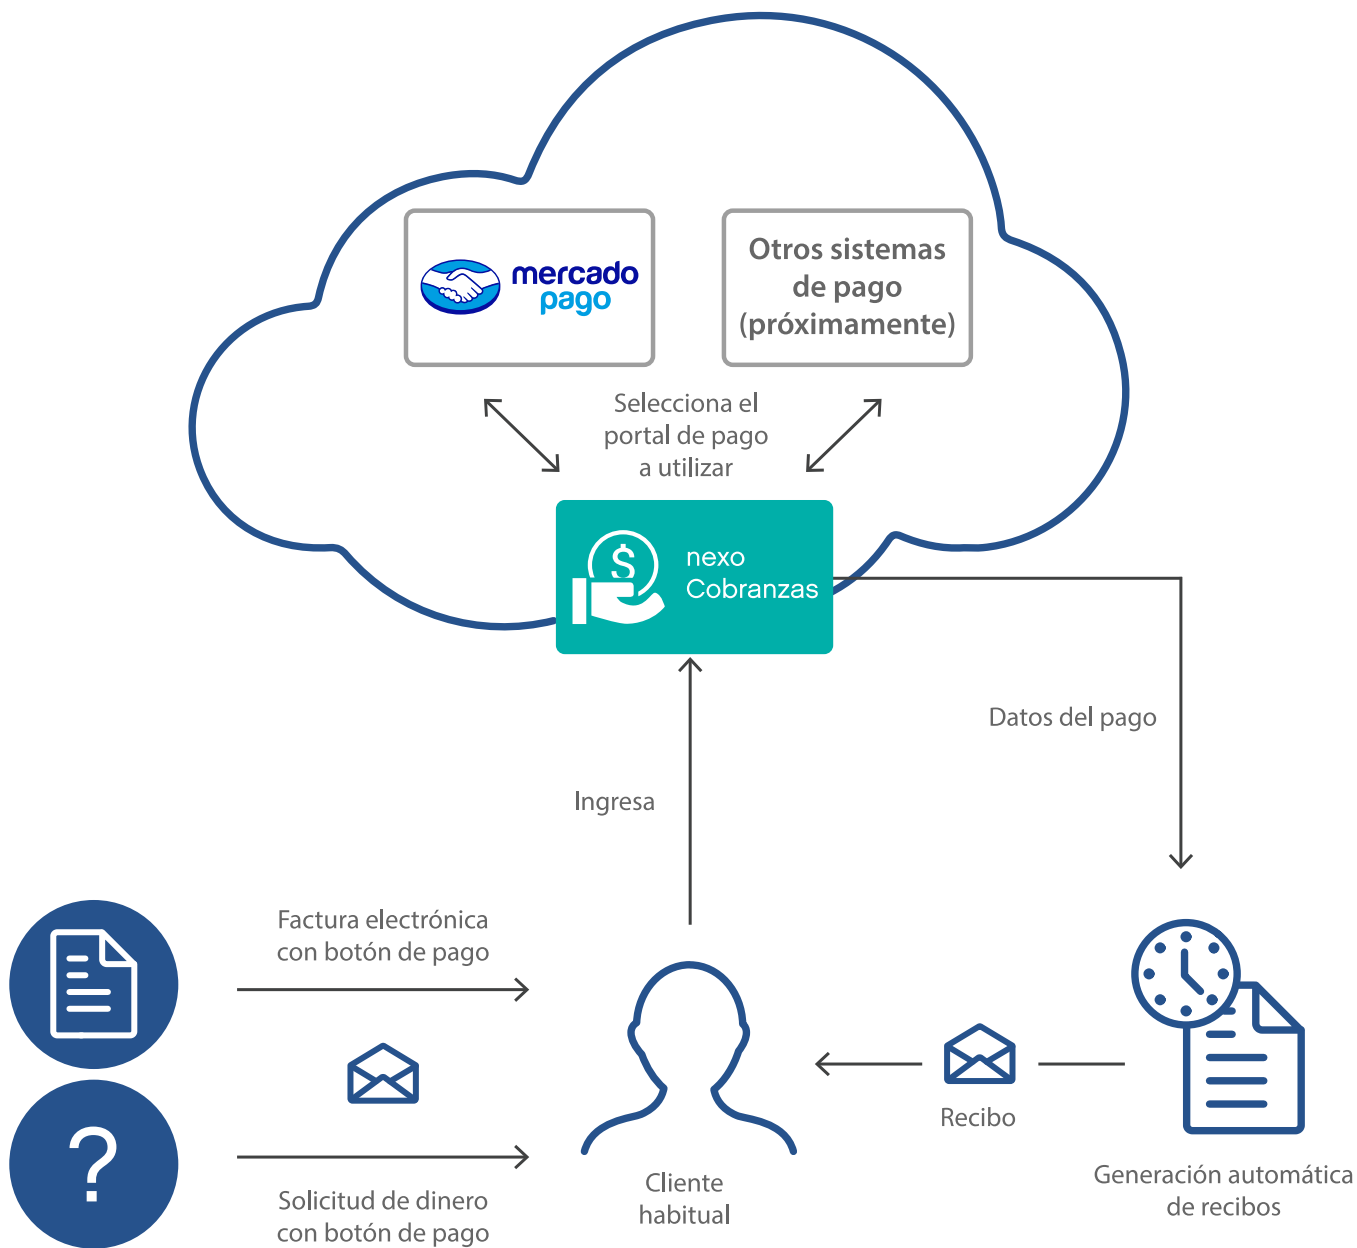 mercado
pago
Otros sistemas
de pago
(próximamente)
Selecciona el
portal de pago
a utilizar
$
nexo
Cobranzas
Datos del pago
Ingresa
Factura electrónica
con botón de pago
?
Solicitud de dinero
con botón de pago
Cliente
habitual
Recibo
Generación automática
de recibos